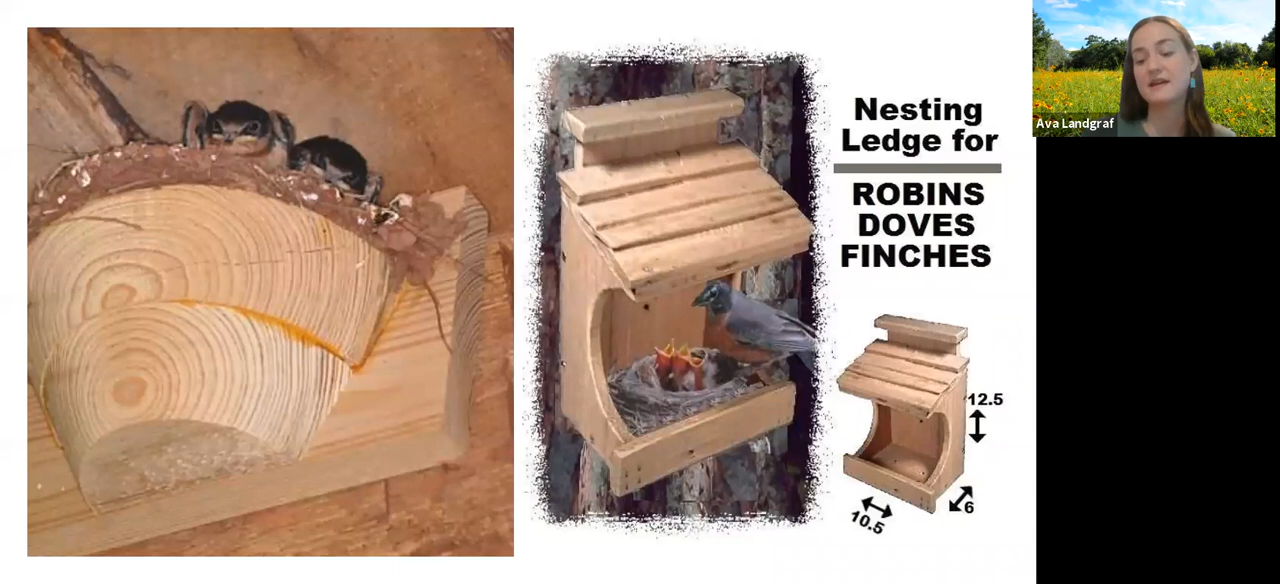 Nesting
Ledge for
ROBINS
DOVES
FINCHES
12.5
6
10.5
Ava Landgraf